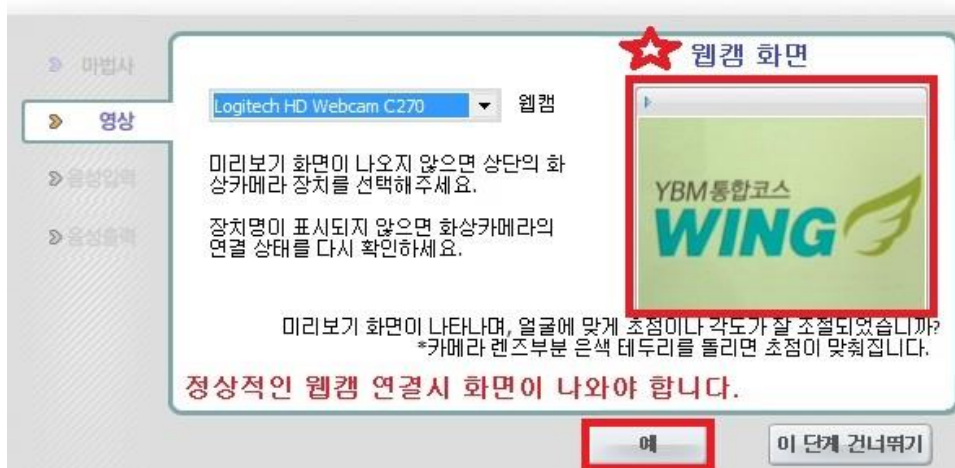 마법사
영상
음성입력
음성출력
웹캠 화면
Logitech HD Webcam C270
웹캠
미리보기 화면이 나오지 않으면 상단의 화
상카메라 장치를 선택해주세요.
장치명이 표시되지 않으면 화상카메라의
연결 상태를 다시 확인하세요.
YBM통합코스
WING
미리보기 화면이 나타나며, 얼굴에 맞게 초점이나 각도가 잘 조절되었습니까?
*카메라 렌즈부분 은색 테두리를 돌리면 초점이 맞춰집니다.
정상적인 웹캠 연결시 화면이 나와야 합니다.
예
이 단계 건너뛰기